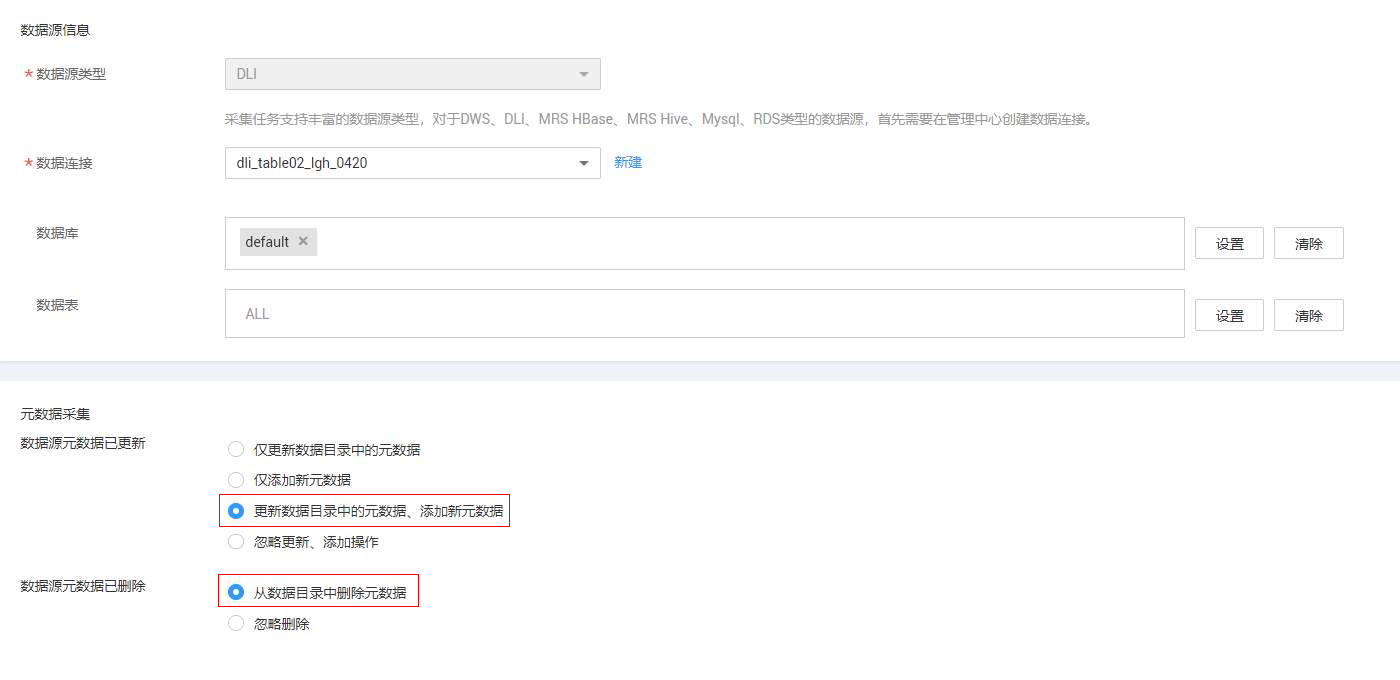 数据源信息
* 数据源类型 DLI
采集任务支持丰富的数据源类型，对于DWS、DLI、MRS HBase、MRS Hive、Mysql、RDS类型的数据源，首先需要在管理中心创建数据连接。
* 数据连接 dli_table02_lgh_0420 新建
数据库 default × 设置 清除
数据表 ALL 设置 清除
元数据采集
数据源元数据已更新
仅更新数据目录中的元数据
仅添加新元数据
更新数据目录中的元数据、添加新元数据
忽略更新、添加操作
数据源元数据已删除
从数据目录中删除元数据
忽略删除